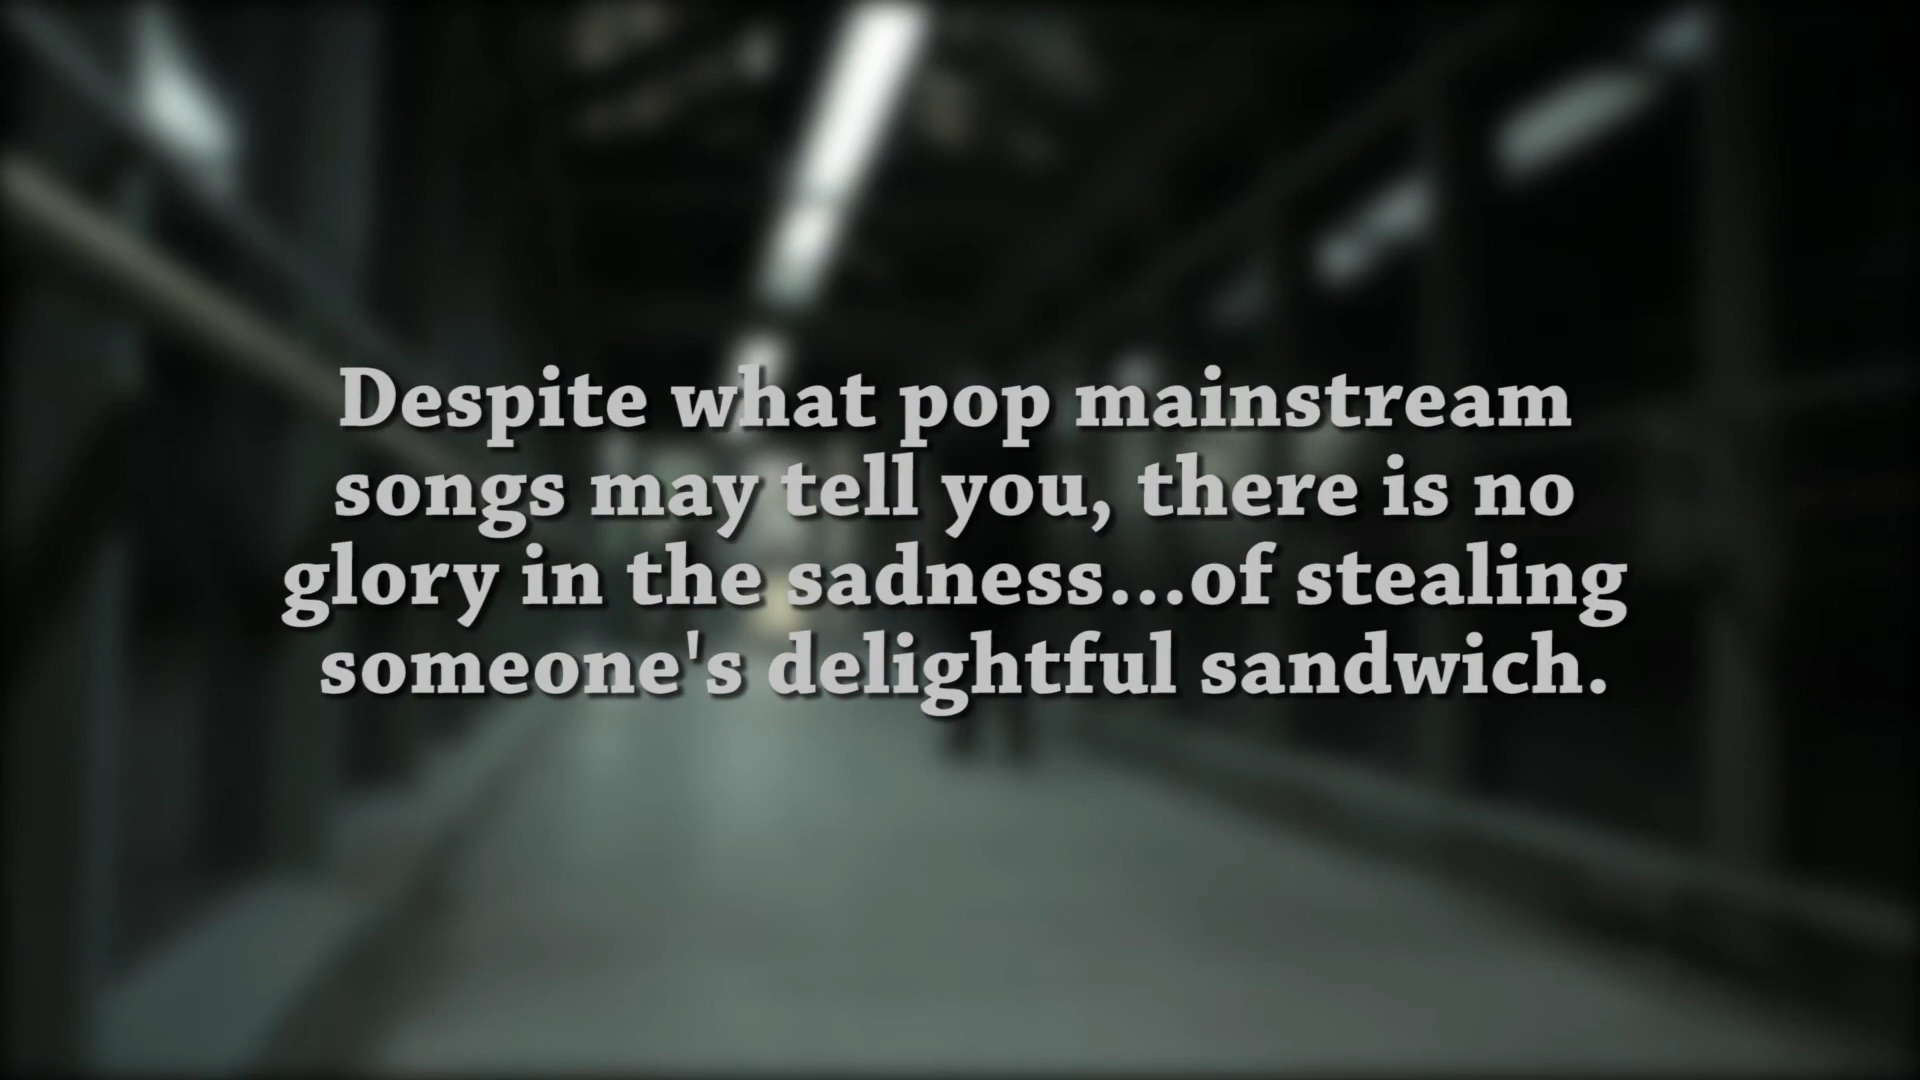 Despite what pop mainstream
songs may tell you, there is no
glory in the sadness...of stealing
someone's delightful sandwich.